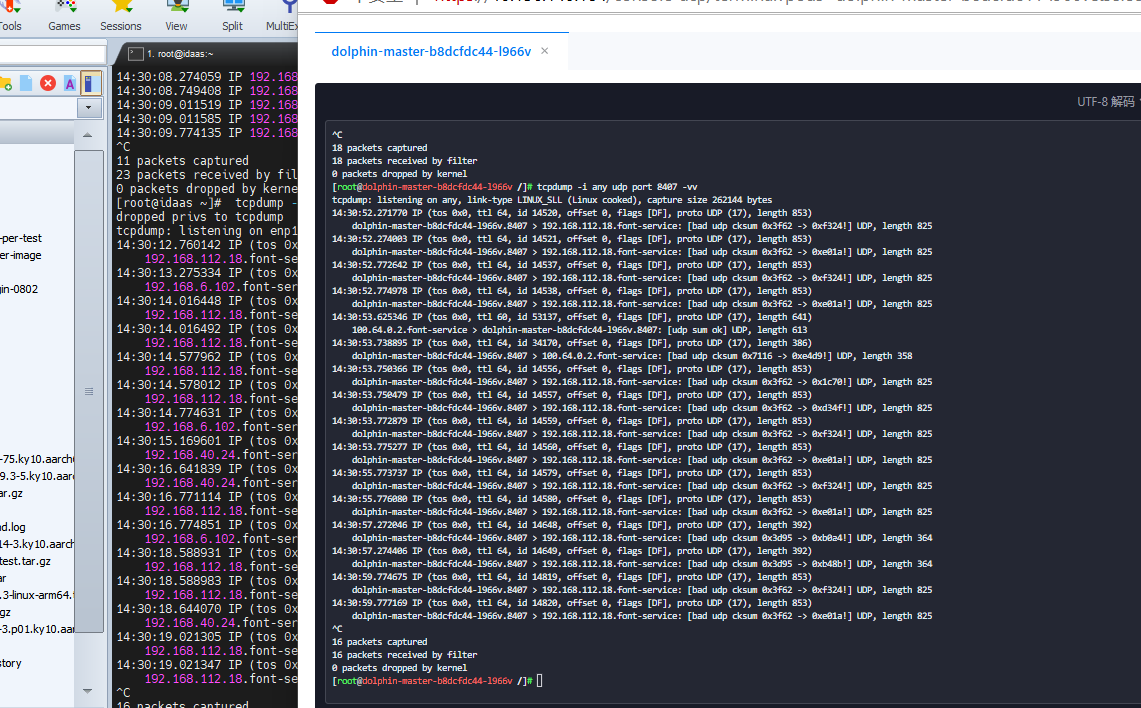 Tools Games Sessions View Split MultiEx
1. root@idaas:~
-per-test
er-image
gin-0802
-75.ky10.aarch
9.3-5.ky10.aarc
ar.gz
nd.log
14-3.ky10.aarch
test.tar.gz
ar
.3-linux-arm64.
gz
-3.p01.ky10.aar
story
14:30:08.274059 IP 192.168
14:30:08.749408 IP 192.168
14:30:09.011519 IP 192.168
14:30:09.011585 IP 192.168
14:30:09.774135 IP 192.168
^C
11 packets captured
23 packets received by fil
0 packets dropped by kerne
[root@idaas ~]# tcpdump -
dropped privs to tcpdump
tcpdump: listening on enp1
14:30:12.760142 IP (tos 0x
192.168.112.18.font-se
14:30:13.275334 IP (tos 0x
192.168.6.102.font-ser
14:30:14.016448 IP (tos 0x
192.168.112.18.font-se
14:30:14.016492 IP (tos 0x
192.168.112.18.font-se
14:30:14.577962 IP (tos 0x
192.168.112.18.font-se
14:30:14.578012 IP (tos 0x
192.168.112.18.font-se
14:30:14.774631 IP (tos 0x
192.168.6.102.font-ser
14:30:15.169601 IP (tos 0x
192.168.40.24.font-ser
14:30:16.641839 IP (tos 0x
192.168.40.24.font-ser
14:30:16.771114 IP (tos 0x
192.168.112.18.font-se
14:30:16.774851 IP (tos 0x
192.168.6.102.font-ser
14:30:18.588931 IP (tos 0x
192.168.112.18.font-se
14:30:18.588983 IP (tos 0x
192.168.112.18.font-se
14:30:18.644070 IP (tos 0x
192.168.40.24.font-ser
14:30:19.021305 IP (tos 0x
192.168.112.18.font-se
14:30:19.021347 IP (tos 0x
192.168.112.18.font-se
^C
16 packets captured
dolphin-master-b8dcfdc44-l966v ×
UTF-8 解码
^C
18 packets captured
18 packets received by filter
0 packets dropped by kernel
[root@dolphin-master-b8dcfdc44-l966v /]# tcpdump -i any udp port 8407 -vv
tcpdump: listening on any, link-type LINUX_SLL (Linux cooked), capture size 262144 bytes
14:30:52.271770 IP (tos 0x0, ttl 64, id 14520, offset 0, flags [DF], proto UDP (17), length 853)
dolphin-master-b8dcfdc44-l966v.8407 > 192.168.112.18.font-service: [bad udp cksum 0x3f62 -> 0xf324!] UDP, length 825
14:30:52.274003 IP (tos 0x0, ttl 64, id 14521, offset 0, flags [DF], proto UDP (17), length 853)
dolphin-master-b8dcfdc44-l966v.8407 > 192.168.112.18.font-service: [bad udp cksum 0x3f62 -> 0xe01a!] UDP, length 825
14:30:52.772642 IP (tos 0x0, ttl 64, id 14537, offset 0, flags [DF], proto UDP (17), length 853)
dolphin-master-b8dcfdc44-l966v.8407 > 192.168.112.18.font-service: [bad udp cksum 0x3f62 -> 0xf324!] UDP, length 825
14:30:52.774978 IP (tos 0x0, ttl 64, id 14538, offset 0, flags [DF], proto UDP (17), length 853)
dolphin-master-b8dcfdc44-l966v.8407 > 192.168.112.18.font-service: [bad udp cksum 0x3f62 -> 0xe01a!] UDP, length 825
14:30:53.625346 IP (tos 0x0, ttl 60, id 53137, offset 0, flags [DF], proto UDP (17), length 641)
100.64.0.2.font-service > dolphin-master-b8dcfdc44-l966v.8407: [udp sum ok] UDP, length 613
14:30:53.738895 IP (tos 0x0, ttl 64, id 34170, offset 0, flags [DF], proto UDP (17), length 386)
dolphin-master-b8dcfdc44-l966v.8407 > 100.64.0.2.font-service: [bad udp cksum 0x7116 -> 0xe4d9!] UDP, length 358
14:30:53.750366 IP (tos 0x0, ttl 64, id 14556, offset 0, flags [DF], proto UDP (17), length 853)
dolphin-master-b8dcfdc44-l966v.8407 > 192.168.112.18.font-service: [bad udp cksum 0x3f62 -> 0x1c70!] UDP, length 825
14:30:53.750479 IP (tos 0x0, ttl 64, id 14557, offset 0, flags [DF], proto UDP (17), length 853)
dolphin-master-b8dcfdc44-l966v.8407 > 192.168.112.18.font-service: [bad udp cksum 0x3f62 -> 0xd34f!] UDP, length 825
14:30:53.772879 IP (tos 0x0, ttl 64, id 14559, offset 0, flags [DF], proto UDP (17), length 853)
dolphin-master-b8dcfdc44-l966v.8407 > 192.168.112.18.font-service: [bad udp cksum 0x3f62 -> 0xf324!] UDP, length 825
14:30:53.775277 IP (tos 0x0, ttl 64, id 14560, offset 0, flags [DF], proto UDP (17), length 853)
dolphin-master-b8dcfdc44-l966v.8407 > 192.168.112.18.font-service: [bad udp cksum 0x3f62 -> 0xe01a!] UDP, length 825
14:30:55.773737 IP (tos 0x0, ttl 64, id 14579, offset 0, flags [DF], proto UDP (17), length 853)
dolphin-master-b8dcfdc44-l966v.8407 > 192.168.112.18.font-service: [bad udp cksum 0x3f62 -> 0xf324!] UDP, length 825
14:30:55.776080 IP (tos 0x0, ttl 64, id 14580, offset 0, flags [DF], proto UDP (17), length 853)
dolphin-master-b8dcfdc44-l966v.8407 > 192.168.112.18.font-service: [bad udp cksum 0x3f62 -> 0xe01a!] UDP, length 825
14:30:57.272046 IP (tos 0x0, ttl 64, id 14648, offset 0, flags [DF], proto UDP (17), length 392)
dolphin-master-b8dcfdc44-l966v.8407 > 192.168.112.18.font-service: [bad udp cksum 0x3d95 -> 0xb0a4!] UDP, length 364
14:30:57.274406 IP (tos 0x0, ttl 64, id 14649, offset 0, flags [DF], proto UDP (17), length 392)
dolphin-master-b8dcfdc44-l966v.8407 > 192.168.112.18.font-service: [bad udp cksum 0x3d95 -> 0xb48b!] UDP, length 364
14:30:59.774675 IP (tos 0x0, ttl 64, id 14819, offset 0, flags [DF], proto UDP (17), length 853)
dolphin-master-b8dcfdc44-l966v.8407 > 192.168.112.18.font-service: [bad udp cksum 0x3f62 -> 0xf324!] UDP, length 825
14:30:59.777169 IP (tos 0x0, ttl 64, id 14820, offset 0, flags [DF], proto UDP (17), length 853)
dolphin-master-b8dcfdc44-l966v.8407 > 192.168.112.18.font-service: [bad udp cksum 0x3f62 -> 0xe01a!] UDP, length 825
^C
16 packets captured
16 packets received by filter
0 packets dropped by kernel
[root@dolphin-master-b8dcfdc44-l966v /]#